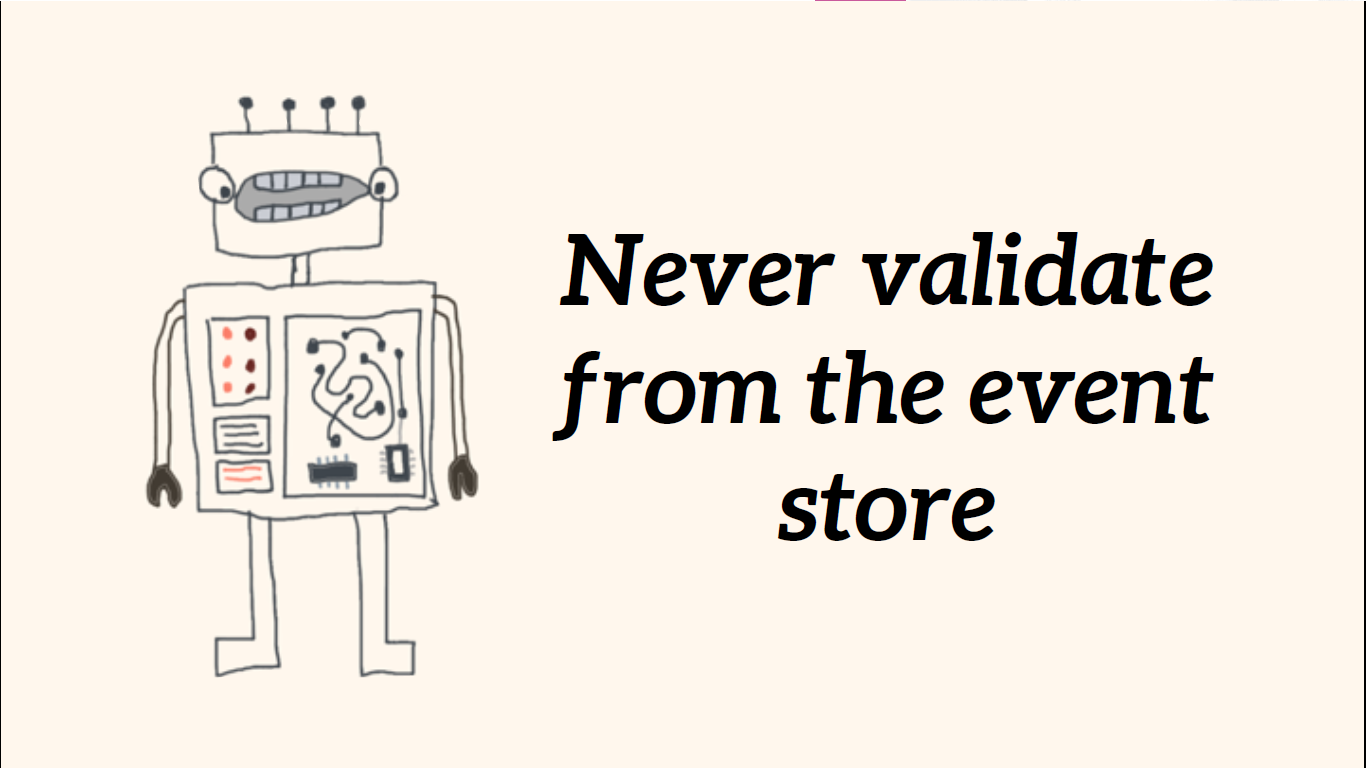 Never validate
from the event
store